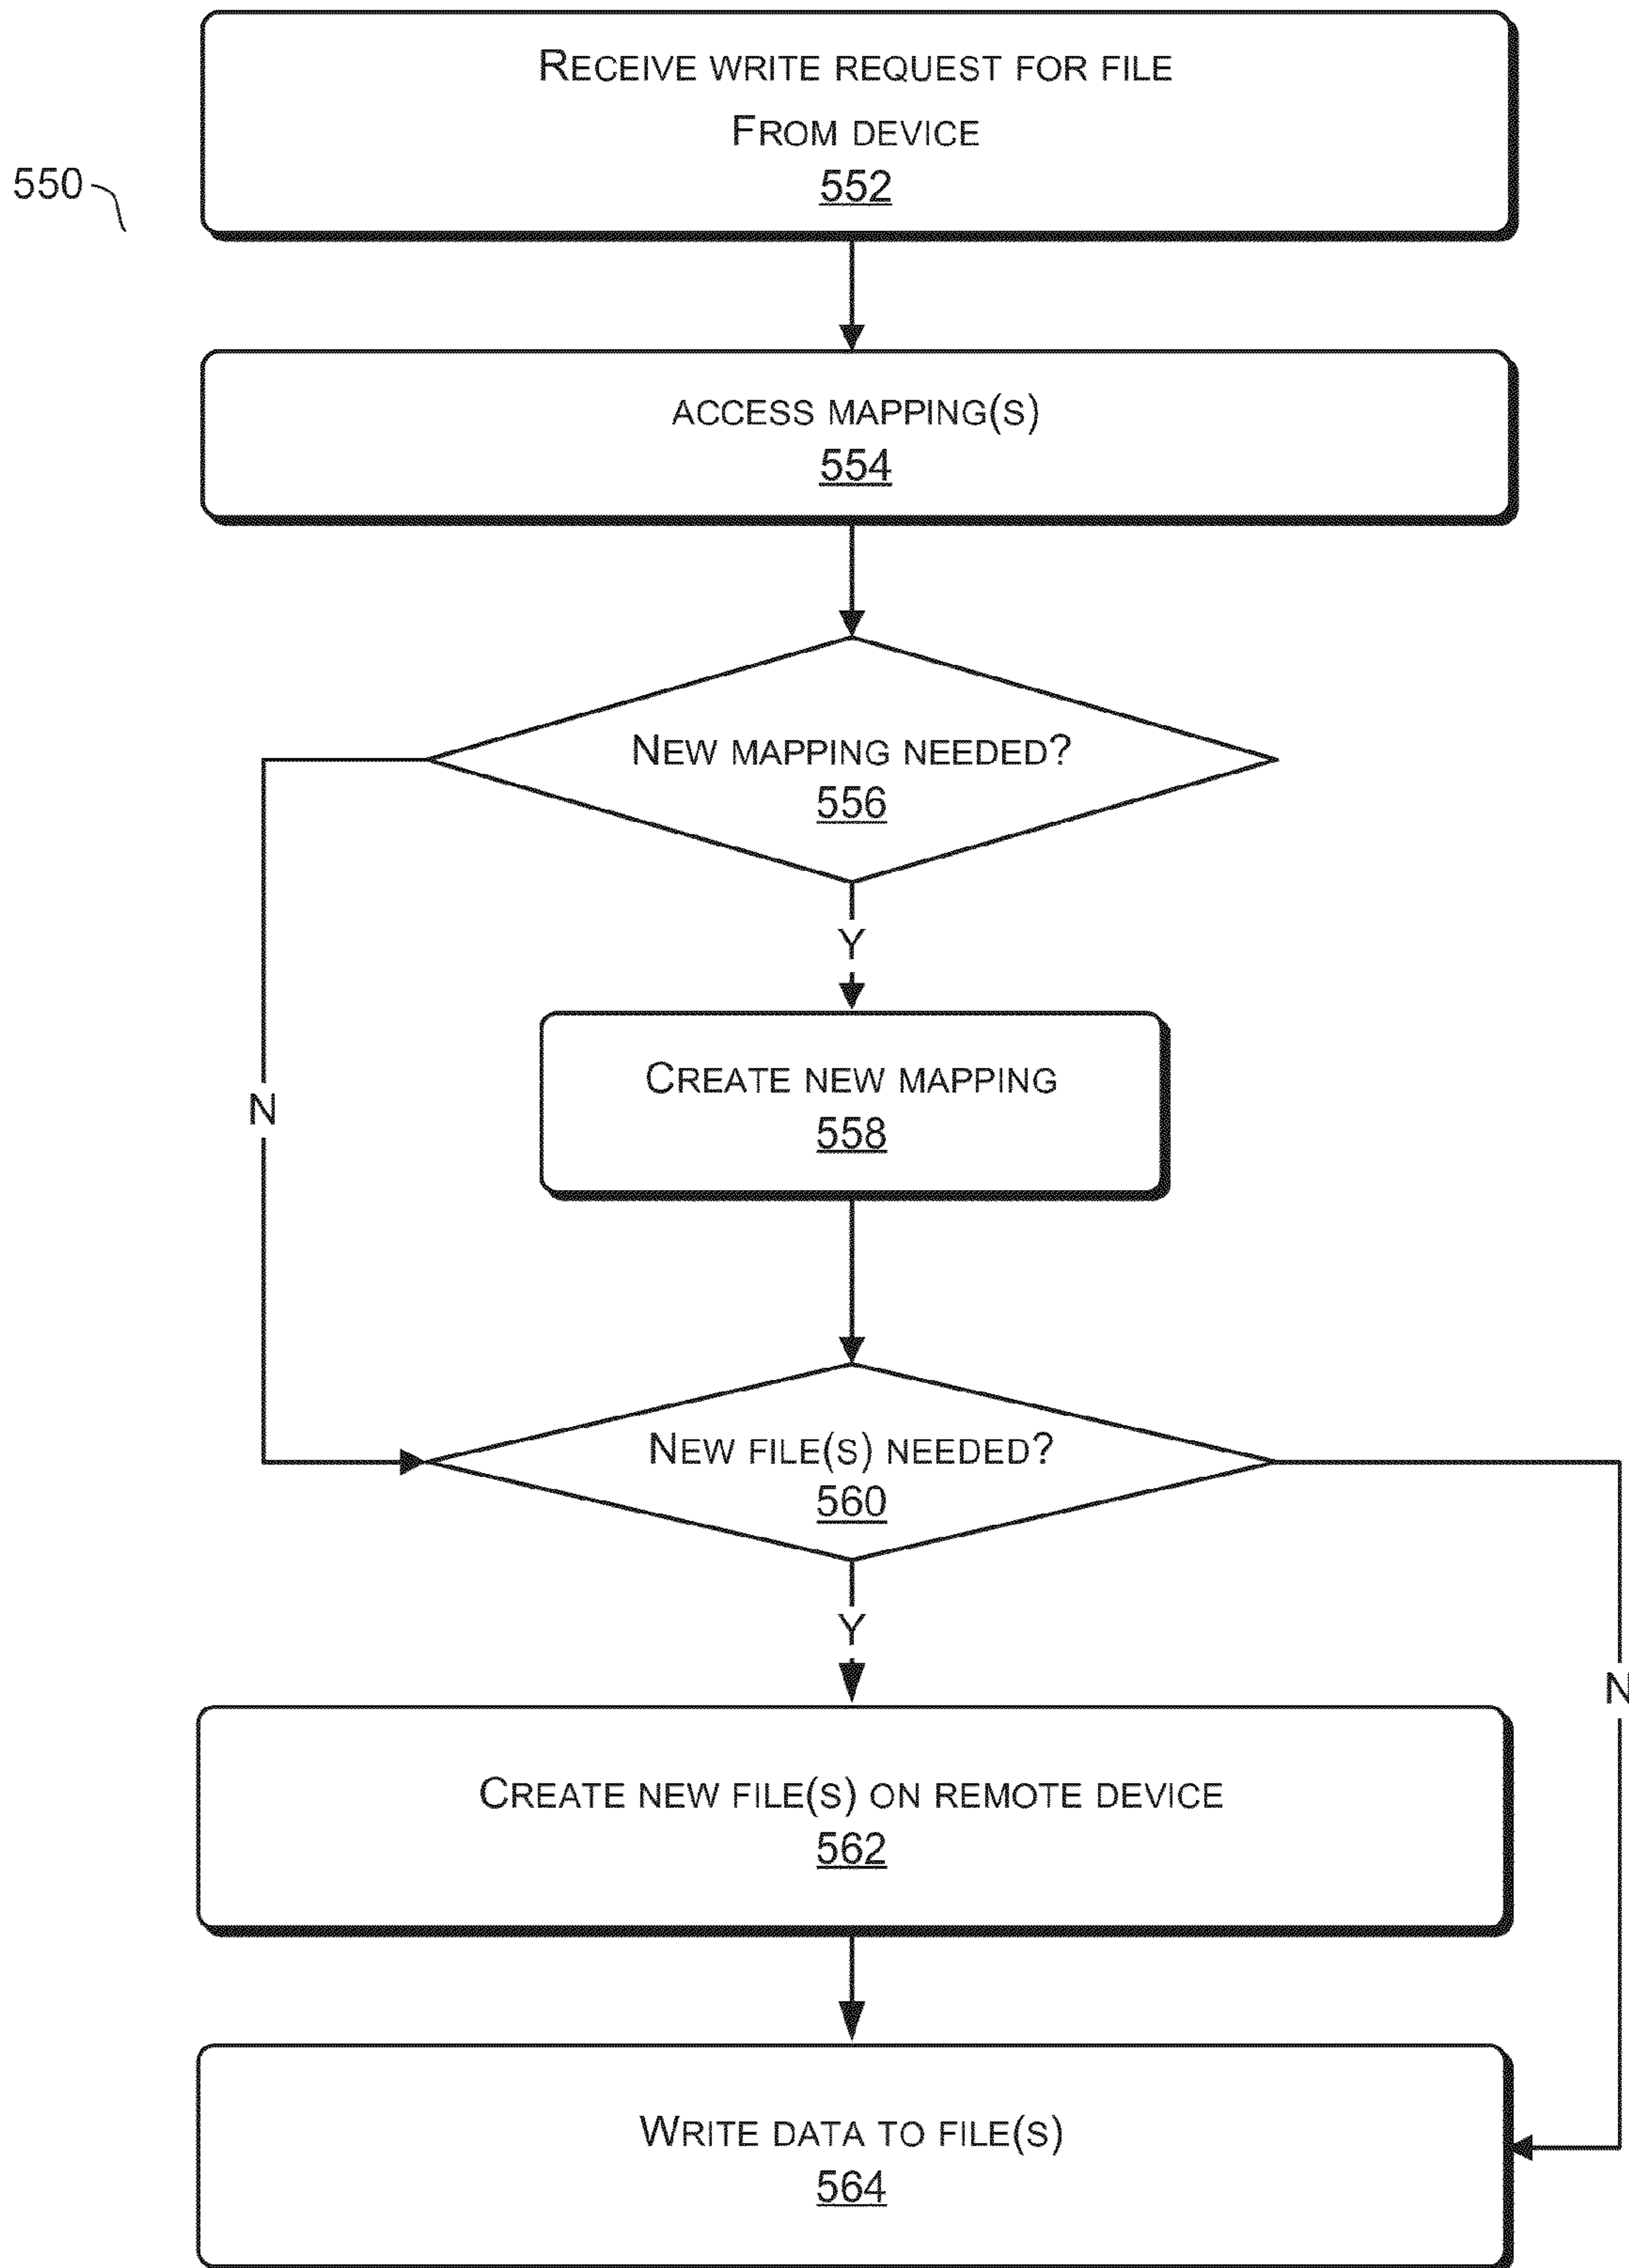 RECEIVE WRITE REQUEST FOR FILE
FROM DEVICE
552
550
ACCESS MAPPING(S)
554
NEW MAPPING NEEDED?
556
Y
CREATE NEW MAPPING
558
N
NEW FILE(S) NEEDED?
560
Y
N
CREATE NEW FILE(S) ON REMOTE DEVICE
562
WRITE DATA TO FILE(S)
564